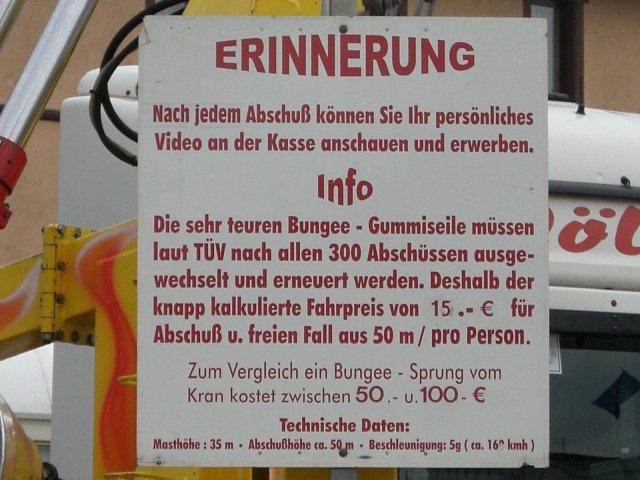 ERINNERUNG
Nach jedem Abschuß können Sie Ihr persönliches
Video an der Kasse anschauen und erwerben.
Info
Die sehr teuren Bungee - Gummiseile müssen
laut TÜV nach allen 300 Abschüssen ausge-
wechselt und erneuert werden. Deshalb der
knapp kalkulierte Fahrpreis von 15.- € für
Abschuß u. freien Fall aus 50 m / pro Person.
Zum Vergleich ein Bungee - Sprung vom
Kran kostet zwischen 50.- u. 100.- €
Technische Daten:
Masthöhe : 35 m • Abschußhöhe ca. 50 m • Beschleunigung: 5g ( ca. 160 kmh )